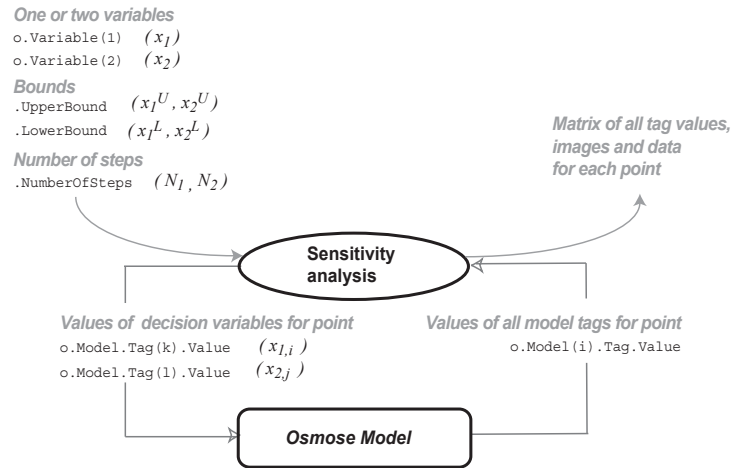 One or two variables
o.Variable(1) (x₁)
o.Variable(2) (x₂)
Bounds
.UpperBound (x₁ᵁ, x₂ᵁ)
.LowerBound (x₁ᴸ, x₂ᴸ)
Number of steps
.NumberOfSteps (N₁, N₂)
Matrix of all tag values,
images and data
for each point
Sensitivity
analysis
Values of decision variables for point
o.Model.Tag(k).Value (x₁,ᵢ)
o.Model.Tag(l).Value (x₂,ⱼ)
Values of all model tags for point
o.Model(i).Tag.Value
Osmose Model